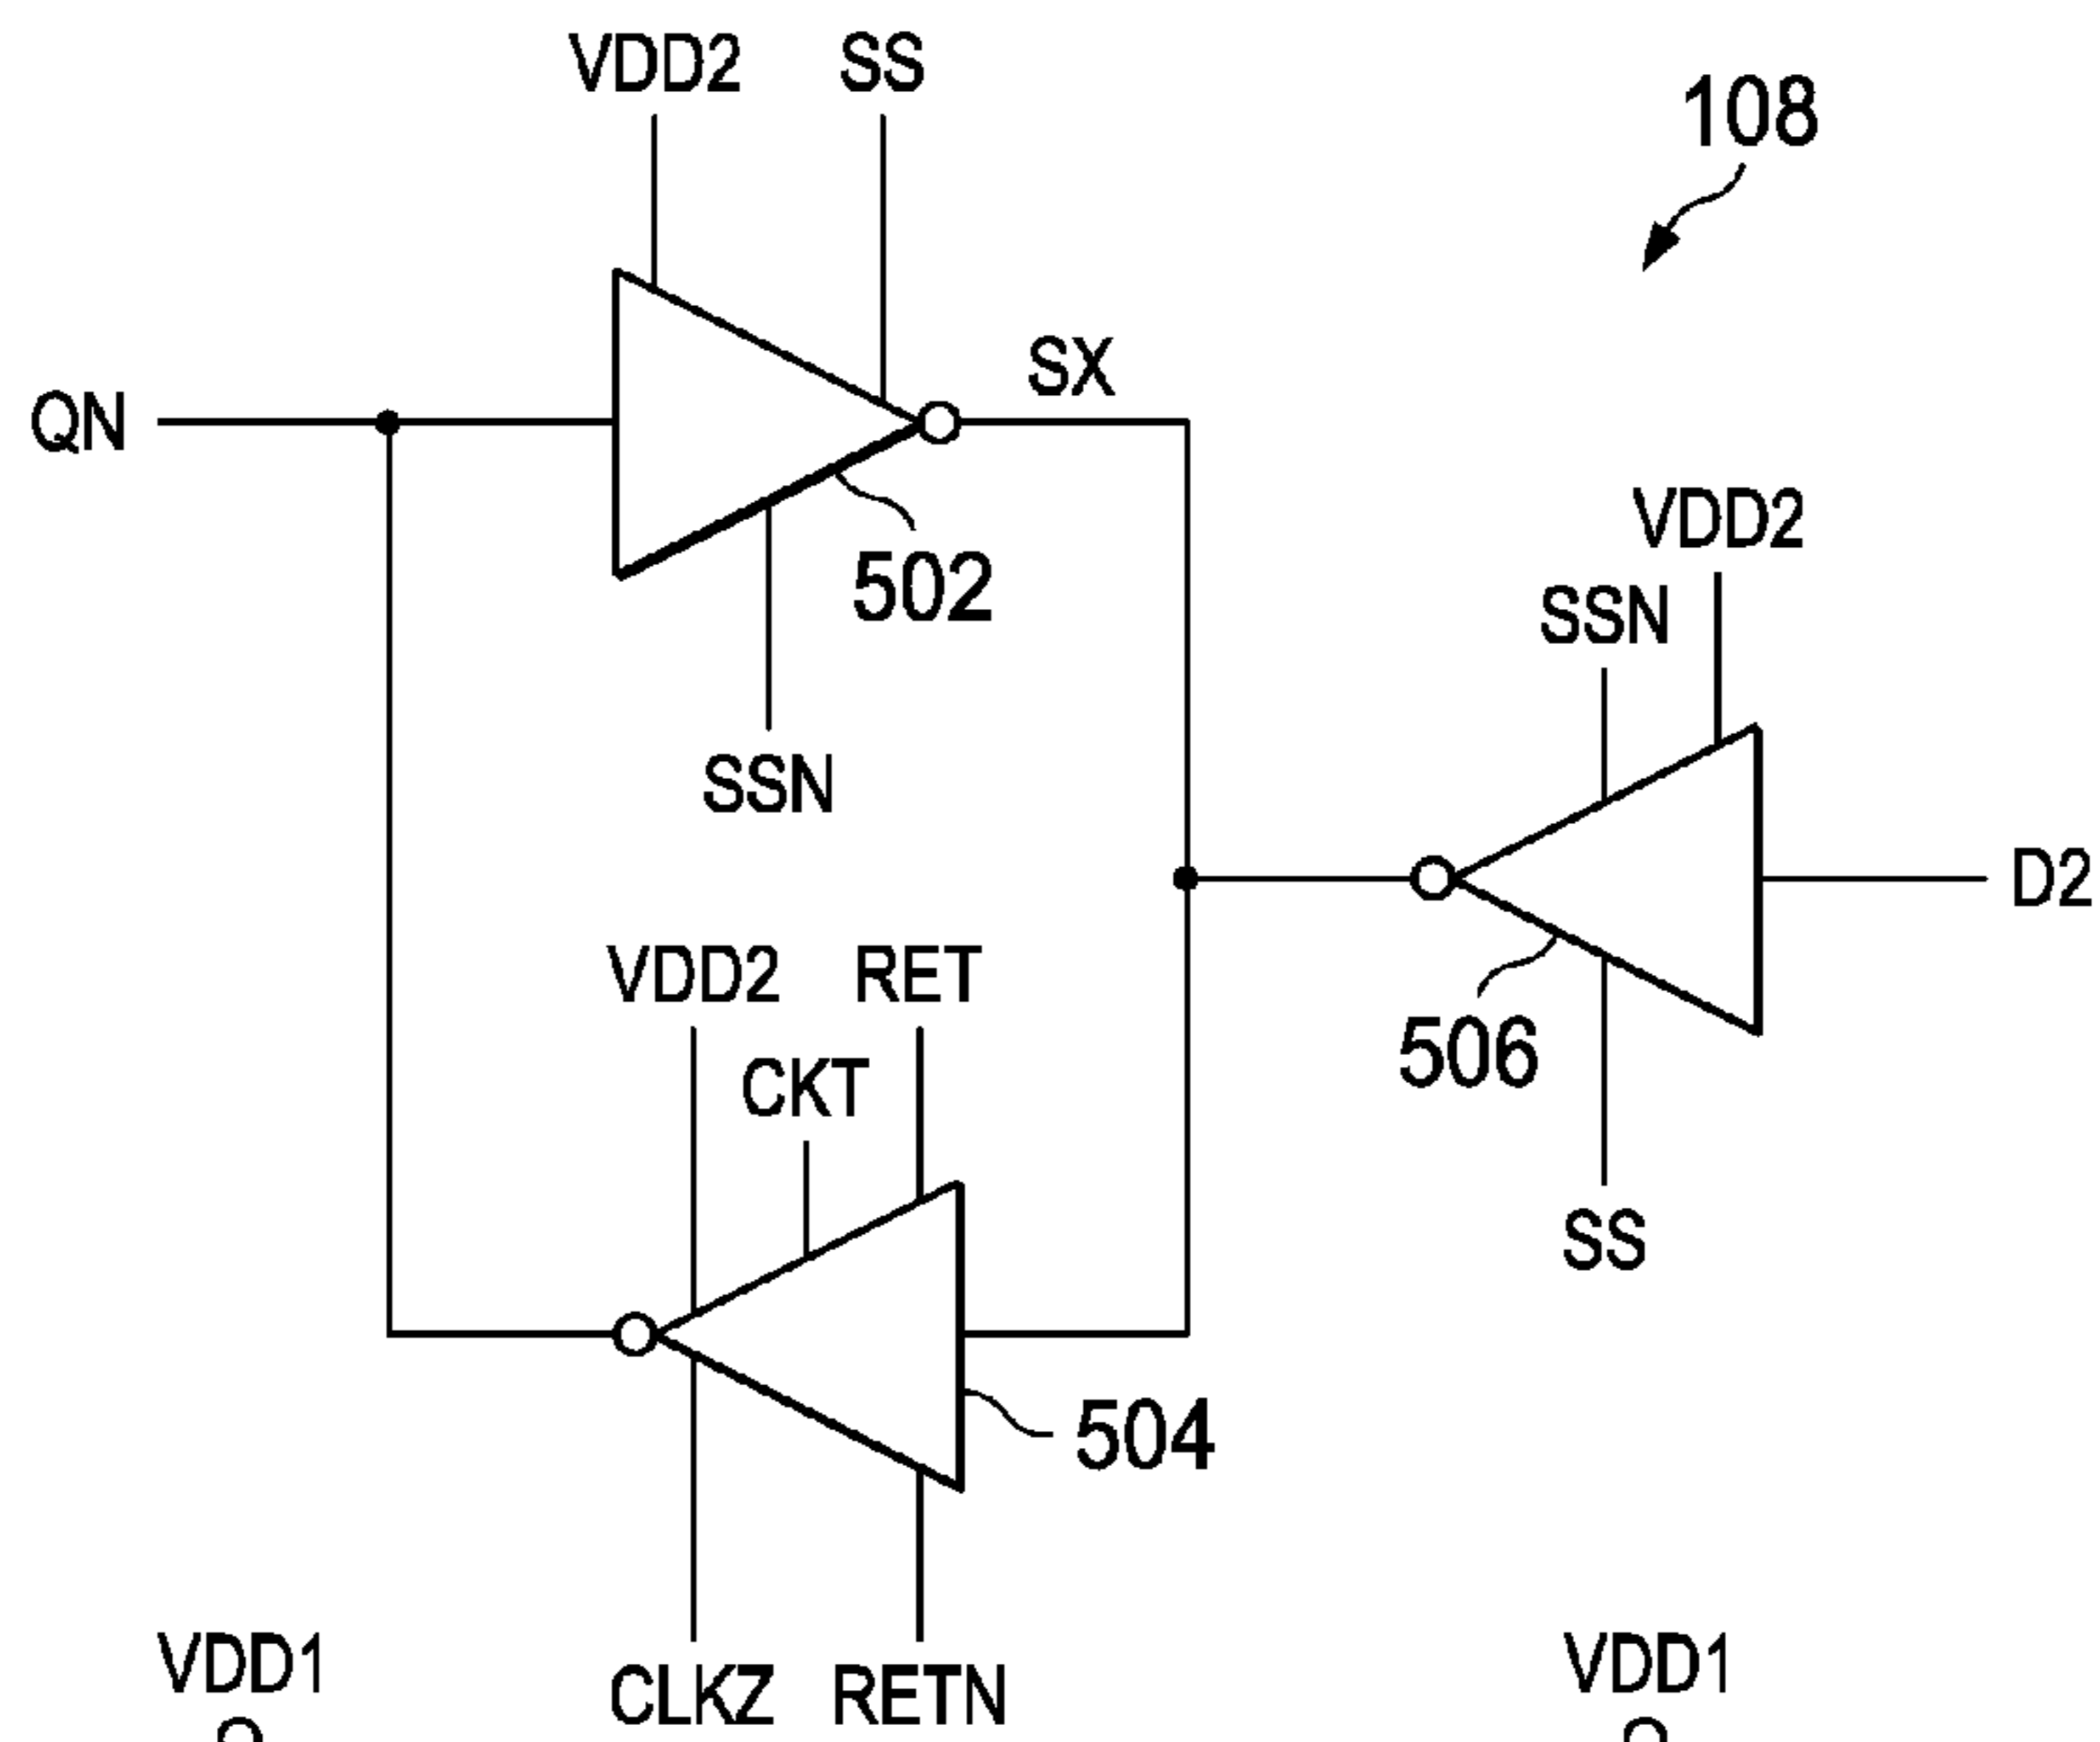 VDD2 SS
108
QN
SX
502
VDD2
SSN
SSN
D2
VDD2 RET
506
CKT
SS
504
VDD1
VDD1
CLKZ RETN